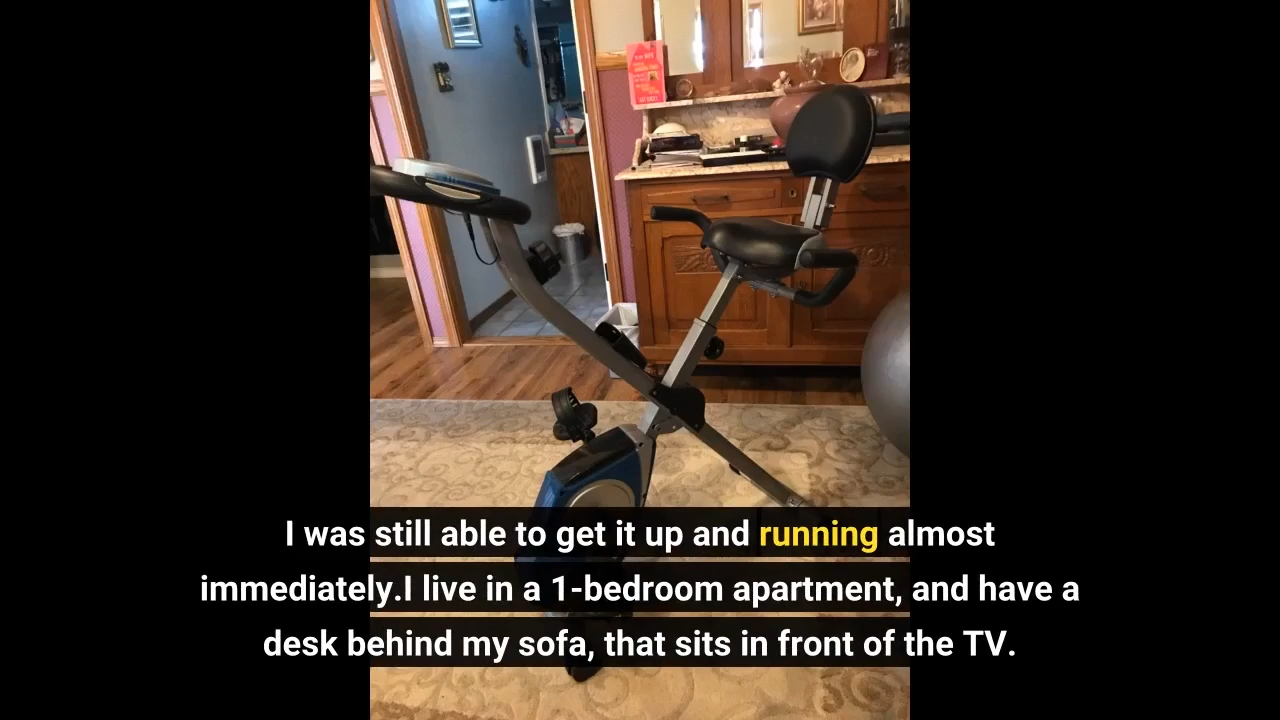 I was still able to get it up and running almost
immediately.I live in a 1-bedroom apartment, and have a
desk behind my sofa, that sits in front of the TV.